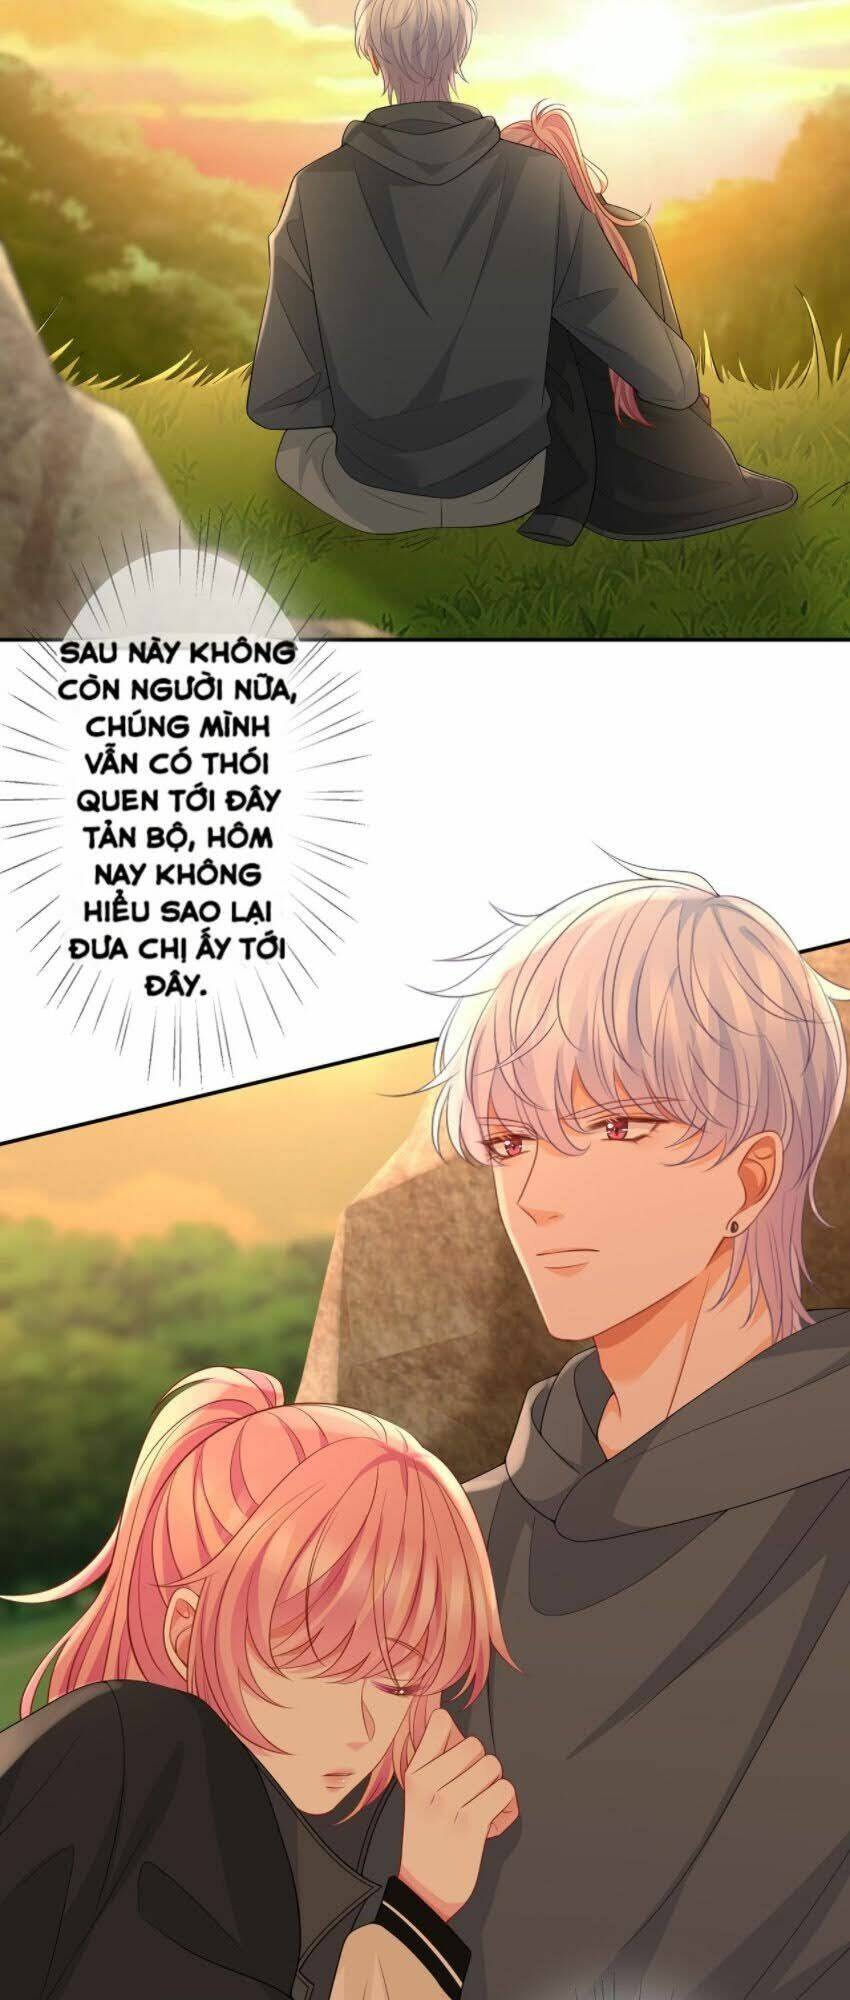 SAU NÀY KHÔNG
CÒN NGƯỜI NỮA,
CHÚNG MÌNH
VẪN CÓ THÓI
QUEN TỚI ĐÂY
TẢN BỘ, HÔM
NAY KHÔNG
HIỂU SAO LẠI
ĐƯA CHỊ ẤY TỚI
ĐÂY.